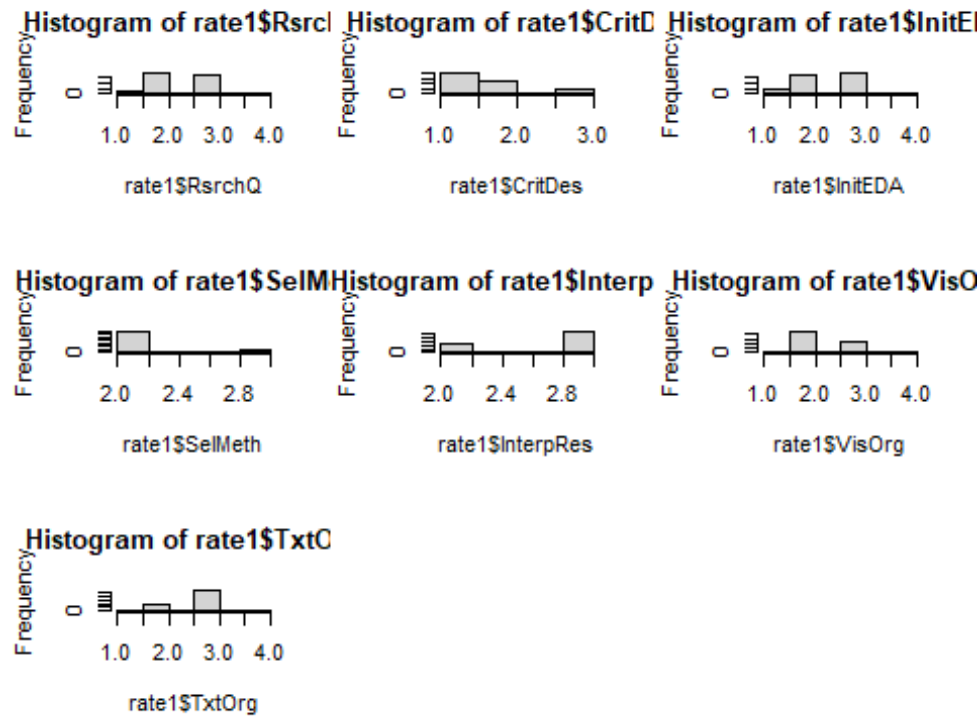 Histogram of rate1$Rsrcl
Histogram of rate1$CritD
Histogram of rate1$InitEI
Frequency
0
1.0 2.0 3.0 4.0
rate1$RsrchQ
Frequency
0
1.0 2.0 3.0
rate1$CritDes
Frequency
0
1.0 2.0 3.0 4.0
rate1$InitEDA
Histogram of rate1$SelM
Histogram of rate1$Interp
Histogram of rate1$VisO
Frequency
0
2.0 2.4 2.8
rate1$SelMeth
Frequency
0
2.0 2.4 2.8
rate1$InterpRes
Frequency
0
1.0 2.0 3.0 4.0
rate1$VisOrg
Histogram of rate1$TxtO
Frequency
0
1.0 2.0 3.0 4.0
rate1$TxtOrg